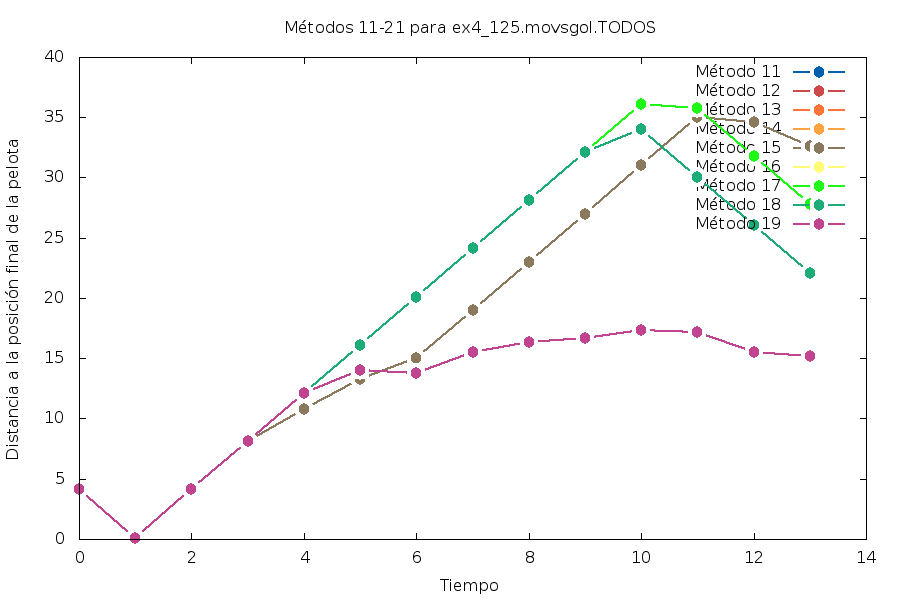 Métodos 11-21 para ex4_125.movsgol.TODOS
Distancia a la posición final de la pelota
40
35
30
25
20
15
10
5
0
0 2 4 6 8 10 12 14
Tiempo
Método 11
Método 12
Método 13
Método 14
Método 15
Método 16
Método 17
Método 18
Método 19